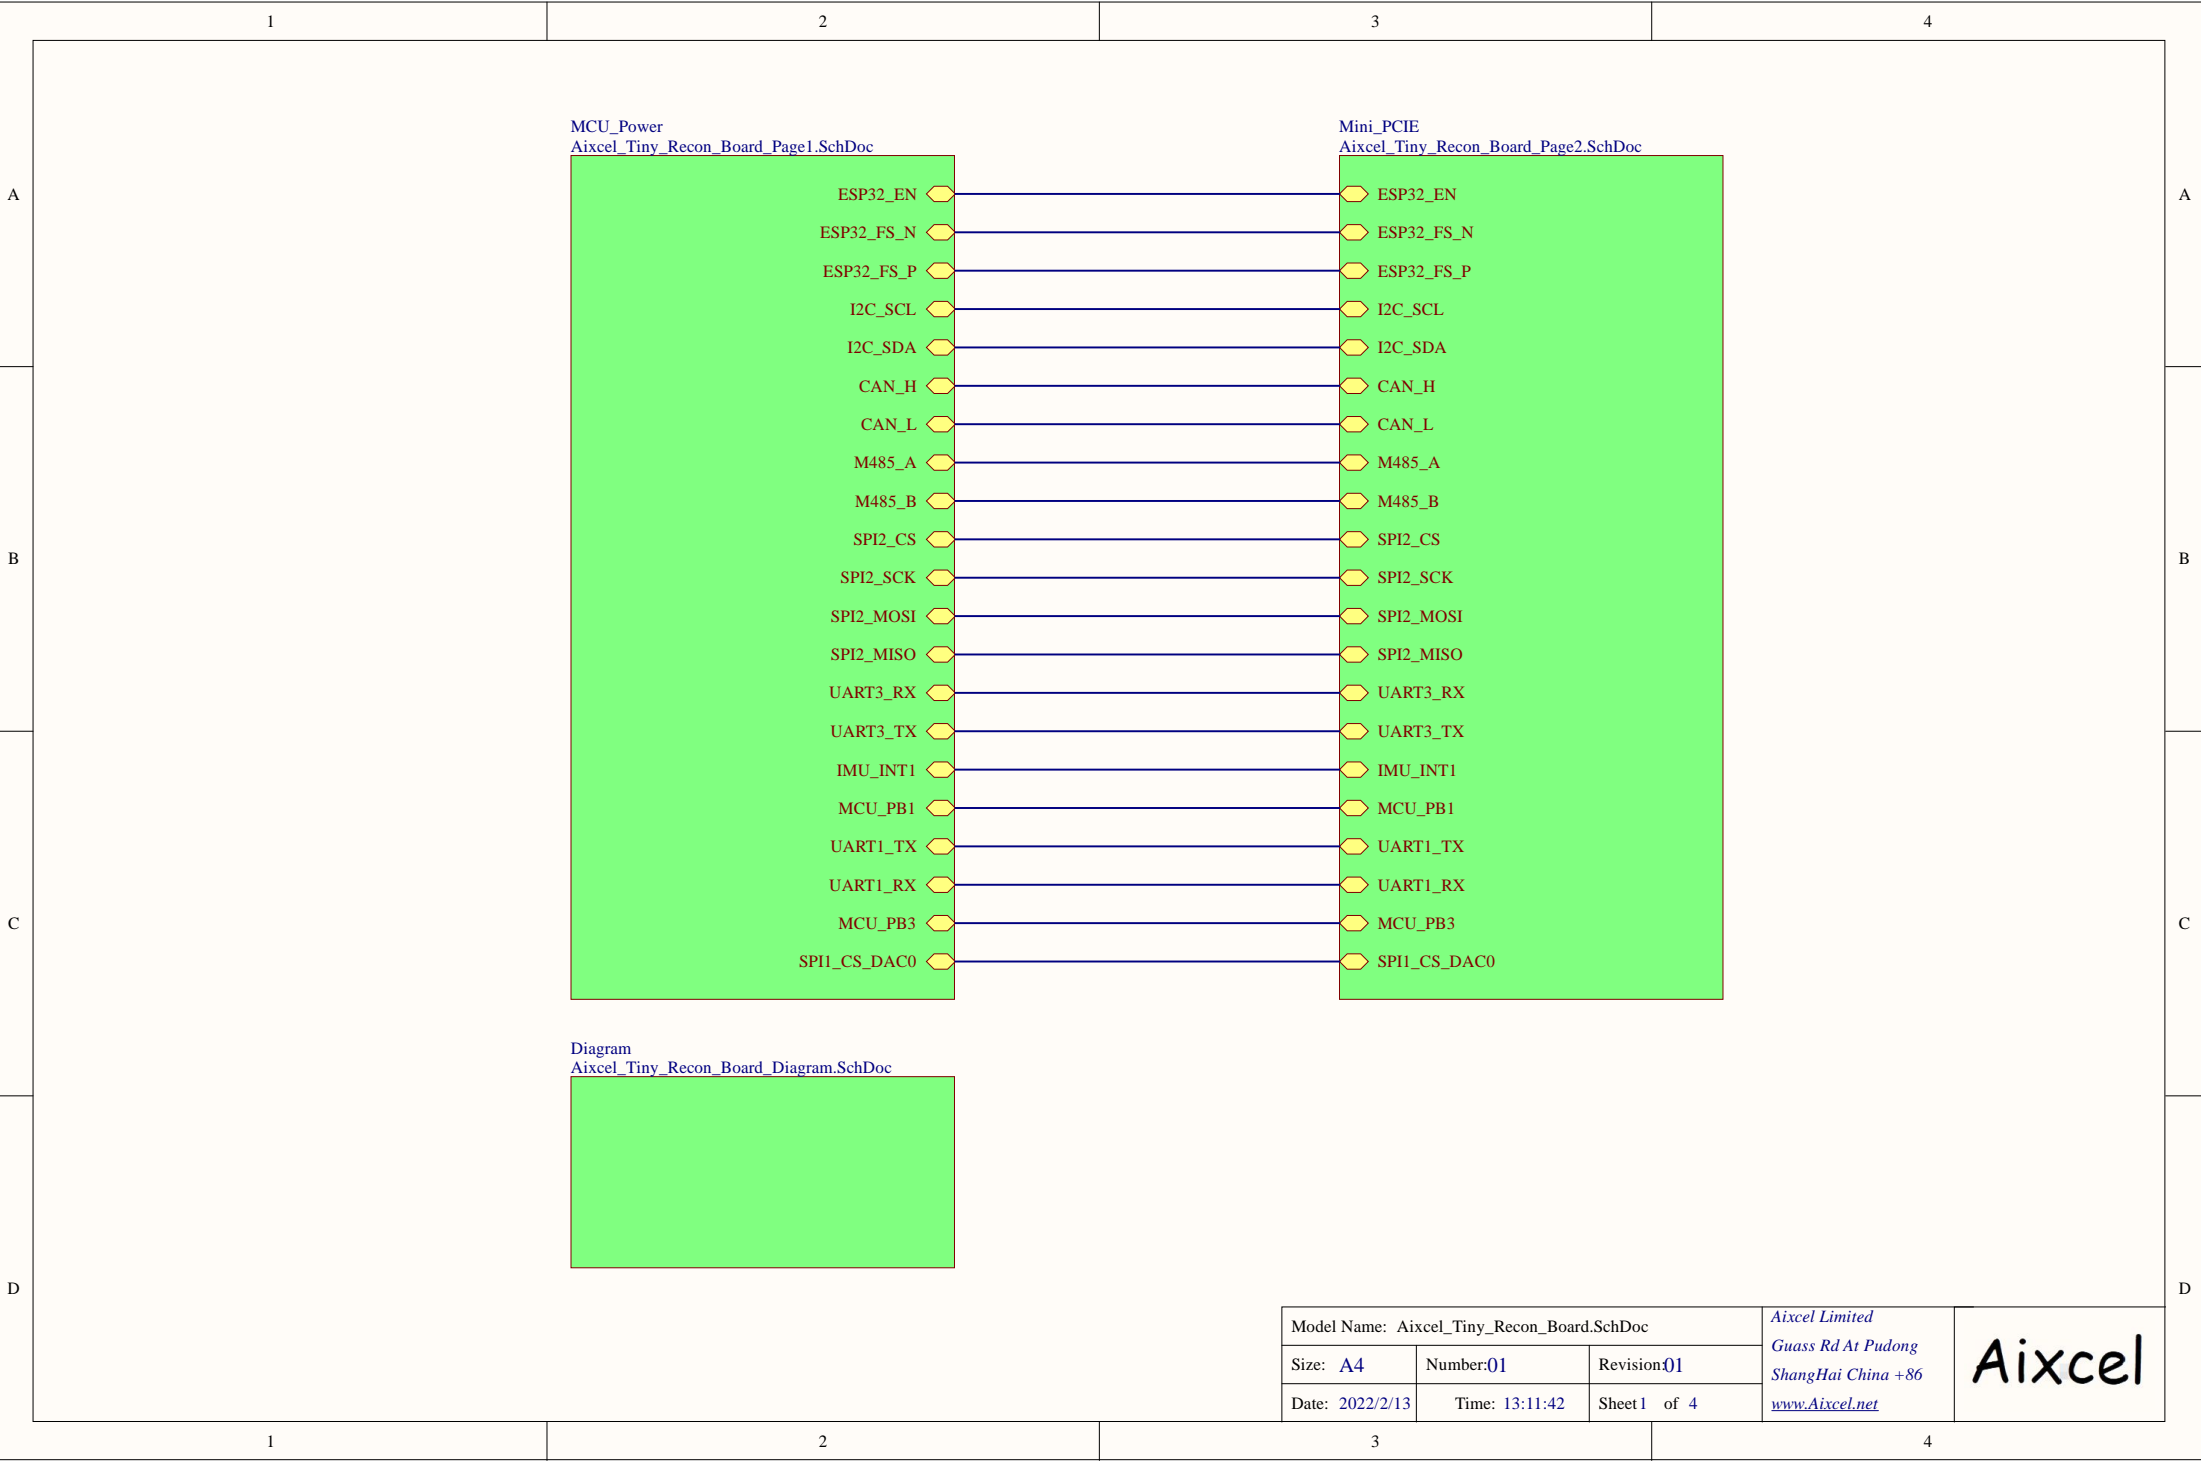 1 2 3 4
MCU_Power
Aixcel_Tiny_Recon_Board_Page1.SchDoc
Mini_PCIE
Aixcel_Tiny_Recon_Board_Page2.SchDoc
A ESP32_EN ESP32_EN A
ESP32_FS_N ESP32_FS_N
ESP32_FS_P ESP32_FS_P
I2C_SCL I2C_SCL
I2C_SDA I2C_SDA
CAN_H CAN_H
CAN_L CAN_L
M485_A M485_A
M485_B M485_B
SPI2_CS SPI2_CS
B B
SPI2_SCK SPI2_SCK
SPI2_MOSI SPI2_MOSI
SPI2_MISO SPI2_MISO
UART3_RX UART3_RX
UART3_TX UART3_TX
IMU_INT1 IMU_INT1
MCU_PB1 MCU_PB1
UART1_TX UART1_TX
UART1_RX UART1_RX
C MCU_PB3 MCU_PB3 C
SPI1_CS_DAC0 SPI1_CS_DAC0
Diagram
Aixcel_Tiny_Recon_Board_Diagram.SchDoc
D D
Model Name: Aixcel_Tiny_Recon_Board.SchDoc
Size: A4 Number:01 Revision:01
Date: 2022/2/13 Time: 13:11:42 Sheet 1 of 4
Aixcel Limited
Guass Rd At Pudong
ShangHai China +86
www.Aixcel.net
Aixcel
1 2 3 4